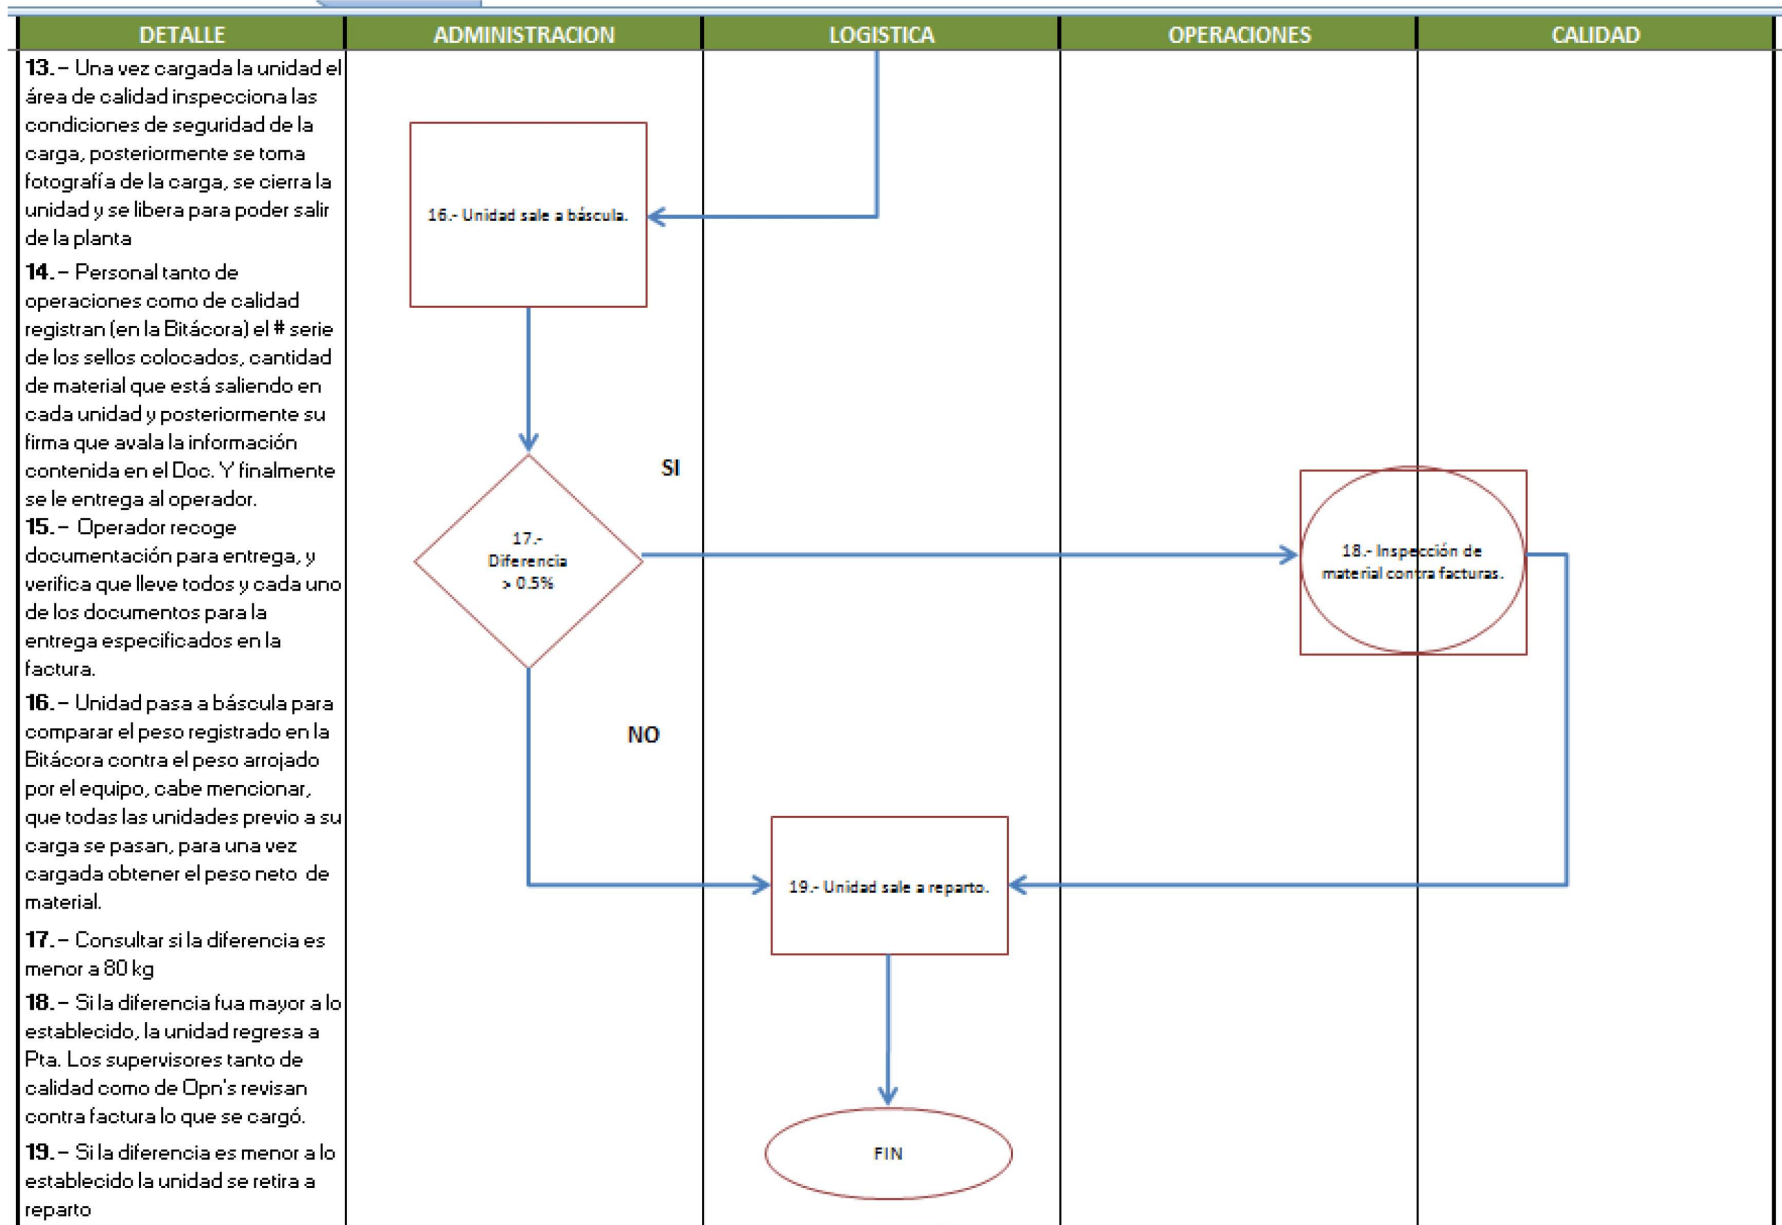 DETALLE
ADMINISTRACION
LOGISTICA
OPERACIONES
CALIDAD
13.- Una vez cargada la unidad el
área de calidad inspecciona las
condiciones de seguridad de la
carga, posteriormente se toma
fotografía de la carga, se cierra la
unidad y se libera para poder salir
de la planta
14.- Personal tanto de
operaciones como de calidad
registran (en la Bitácora) el # serie
de los sellos colocados, cantidad
de material que está saliendo en
cada unidad y posteriormente su
firma que avala la información
contenida en el Doc. Y finalmente
se le entrega al operador.
15.- Operador recoge
documentación para entrega, y
verifica que lleve todos y cada uno
de los documentos para la
entrega especificados en la
factura.
16.- Unidad pasa a báscula para
comparar el peso registrado en la
Bitácora contra el peso arrojado
por el equipo, cabe mencionar,
que todas las unidades previo a su
carga se pasan, para una vez
cargada obtener el peso neto de
material.
17.- Consultar si la diferencia es
menor a 80 kg
18.- Si la diferencia fua mayor a lo
establecido, la unidad regresa a
Pta. Los supervisores tanto de
calidad como de Opn's revisan
contra factura lo que se cargó.
19.- Si la diferencia es menor a lo
establecido la unidad se retira a
reparto
16.- Unidad sale a báscula.
17.-
Diferencia
> 0.5%
SI
NO
18.- Inspección de
material contra facturas.
19.- Unidad sale a reparto.
FIN